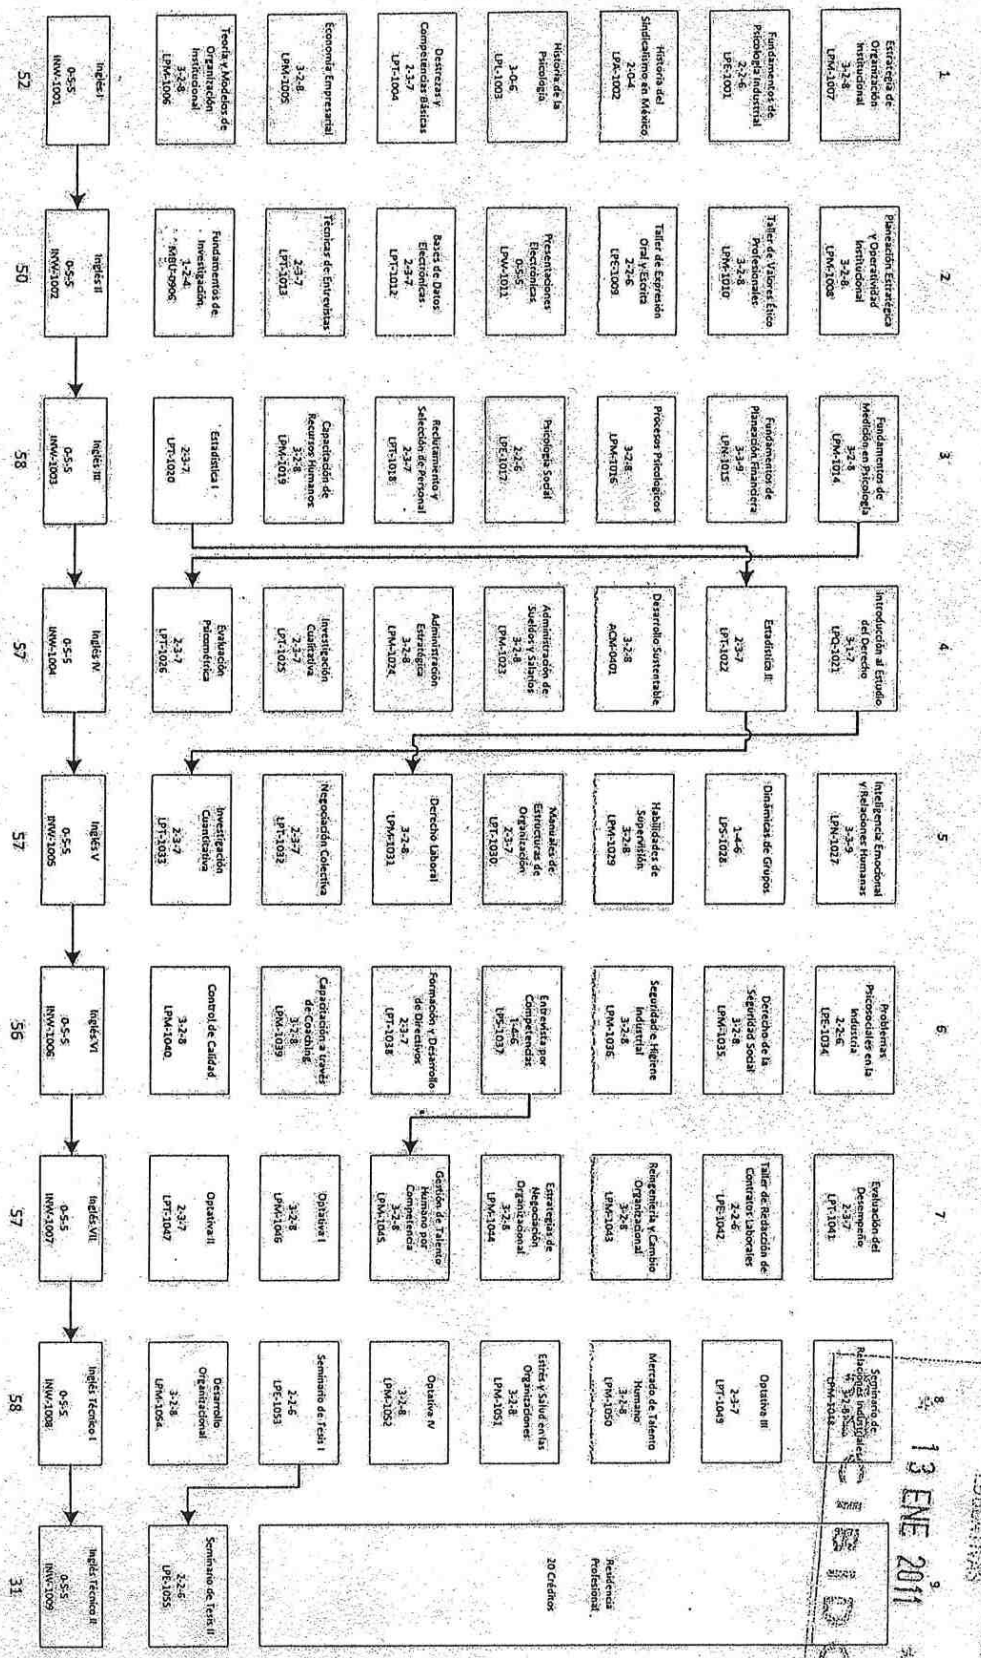 1
Estrategia de
Organización
Institucional
3-2-8
LPM-1007
Fundamentos de
Psicología Industrial
2-2-6
LPE-1001
Historia del
Sindicalismo en México
2-0-4
LPA-1002
Historia de la
Psicología
3-0-6
LPL-1003
Destrezas y
Competencias Básicas
2-3-7
LPT-1004
Economía Empresarial
3-2-8
LPM-1005
Teoría y Modelos de
Organización
Institucional
3-2-8
LPM-1006
Inglés I
0-5-5
INW-1001
52
2
Planeación Estratégica
y Operatividad
Institucional
3-2-8
LPM-1008
Taller de Valores Ético
Profesionales
3-2-8
LPM-1010
Taller de Expresión
Oral y Escrita
2-2-6
LPE-1009
Presentaciones
Electrónicas
0-5-5
LPW-1011
Bases de Datos
Electrónicas
2-3-7
LPT-1012
Técnicas de Entrevistas
2-3-7
LPT-1013
Fundamentos de
Investigación
1-2-4
MBU-0906
Inglés II
0-5-5
INW-1002
50
3
Fundamentos de
Medición en Psicología
3-2-8
LPM-1014
Fundamentos de
Planeación Financiera
3-3-9
LPN-1015
Procesos Psicologicos
3-2-8
LPM-1016
Psicología Social
2-2-6
LPE-1017
Reclutamiento y
Selección de Personal
2-3-7
LPT-1018
Capacitación de
Recursos Humanos
3-2-8
LPM-1019
Estadística I
2-3-7
LPT-1020
Inglés III
0-5-5
INW-1003
58
4
Introducción al Estudio
del Derecho
3-1-7
LPQ-1021
Estadística II
2-3-7
LPT-1022
Desarrollo Sustentable
3-2-8
ACM-0401
Administración de
Sueldos y Salarios
3-2-8
LPM-1023
Administración
Estratégica
3-2-8
LPM-1024
Investigación
Cualitativa
2-3-7
LPT-1025
Evaluación
Psicométrica
2-3-7
LPT-1026
Inglés IV
0-5-5
INW-1004
57
5
Inteligencia Emocional
y Relaciones Humanas
3-3-9
LPN-1027
Dinámicas de Grupos
1-4-6
LPS-1028
Habilidades de
Supervisión
3-2-8
LPM-1029
Manuales de
Estructuras de
Organización
2-3-7
LPT-1030
Derecho Laboral
3-2-8
LPM-1031
Negociación Colectiva
2-3-7
LPT-1032
Investigación
Cuantitativa
2-3-7
LPT-1033
Inglés V
0-5-5
INW-1005
57
6
Problemas
Psicosociales en la
Industria
2-2-6
LPE-1034
Derecho de la
Seguridad Social
3-2-8
LPM-1035
Seguridad e Higiene
Industrial
3-2-8
LPM-1036
Entrevista por
Competencias
1-4-6
LPS-1037
Formación y Desarrollo
de Directivos
2-3-7
LPT-1038
Capacitación a través
de Coaching
3-2-8
LPM-1039
Control de Calidad
3-2-8
LPM-1040
Inglés VI
0-5-5
INW-1006
56
7
Evaluación del
Desempeño
2-3-7
LPT-1041
Taller de Redacción de
Contratos Laborales
2-2-6
LPE-1042
Reingeniería y Cambio
Organizacional
3-2-8
LPM-1043
Estrategias de
Negociación
Organizacional
3-2-8
LPM-1044
Gestión de Talento
Humano por
Competencia
3-2-8
LPM-1045
Optativa I
3-2-8
LPM-1046
Optativa II
2-3-7
LPT-1047
Inglés VII
0-5-5
INW-1007
57
8
Seminario de
Relaciones Industriales
3-2-8
LPM-1048
Optativa III
2-3-7
LPT-1049
Mercado de Talento
Humano
3-2-8
LPM-1050
Estrés y Salud en las
Organizaciones
3-2-8
LPM-1051
Optativa IV
3-2-8
LPM-1052
Seminario de Tesis I
2-2-6
LPE-1053
Desarrollo
Organizacional
3-2-8
LPM-1054
Inglés Técnico I
0-5-5
INW-1008
58
9
Residencia
Profesional
20 Créditos
Seminario de Tesis II
2-2-6
LPE-1055
Inglés Técnico II
0-5-5
INW-1009
31
13 ENE 2011